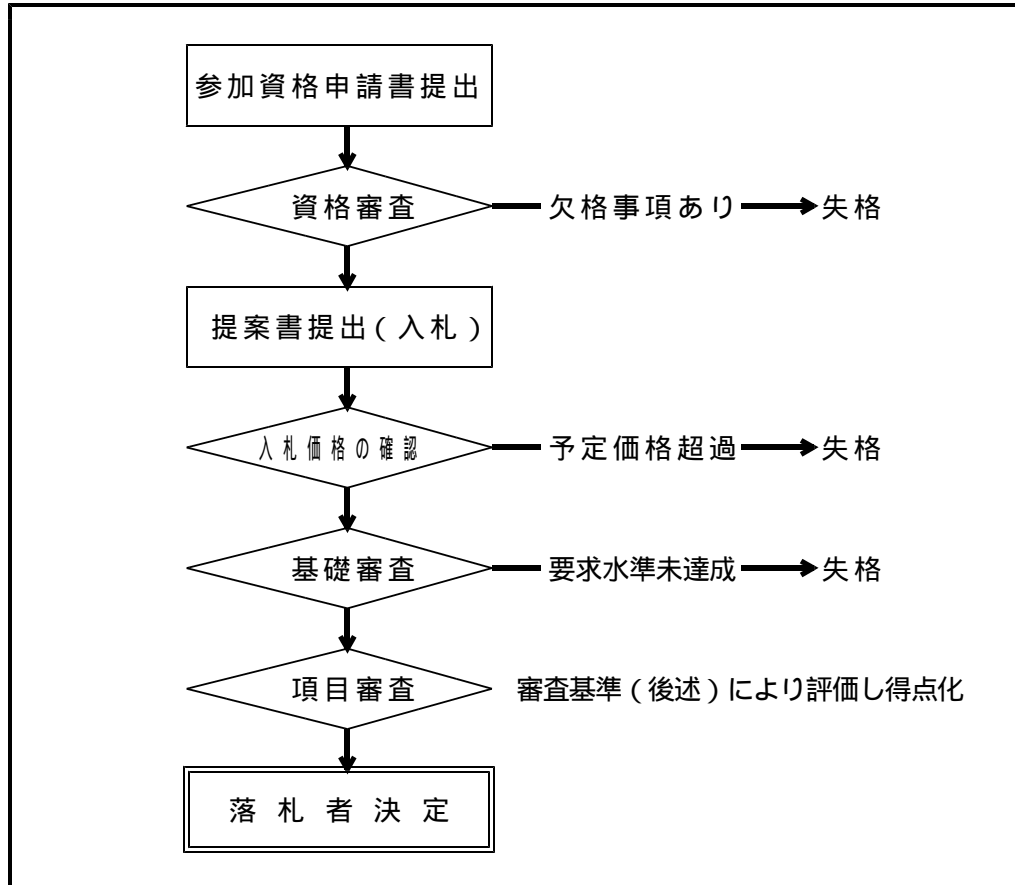 参加資格申請書提出
資格審査 欠格事項あり 失格
提案書提出(入札)
入札価格の確認 予定価格超過 失格
基礎審査 要求水準未達成 失格
項目審査 審査基準(後述)により評価し得点化
落札者決定